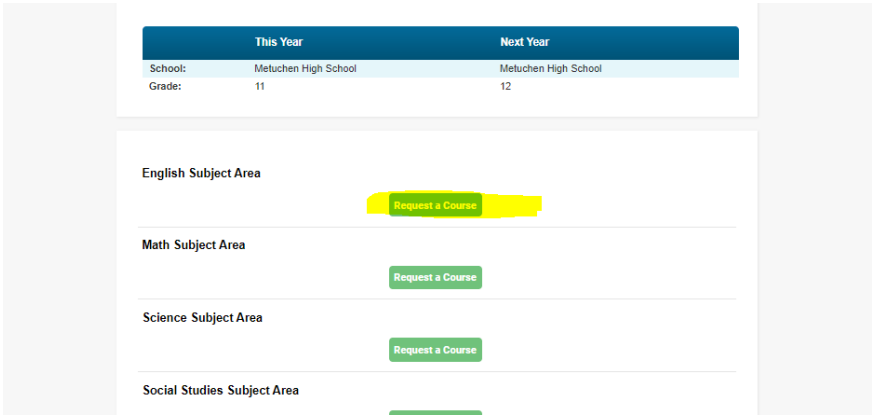 This Year Next Year
School: Metuchen High School Metuchen High School
Grade: 11 12
English Subject Area
Request a Course
Math Subject Area
Request a Course
Science Subject Area
Request a Course
Social Studies Subject Area